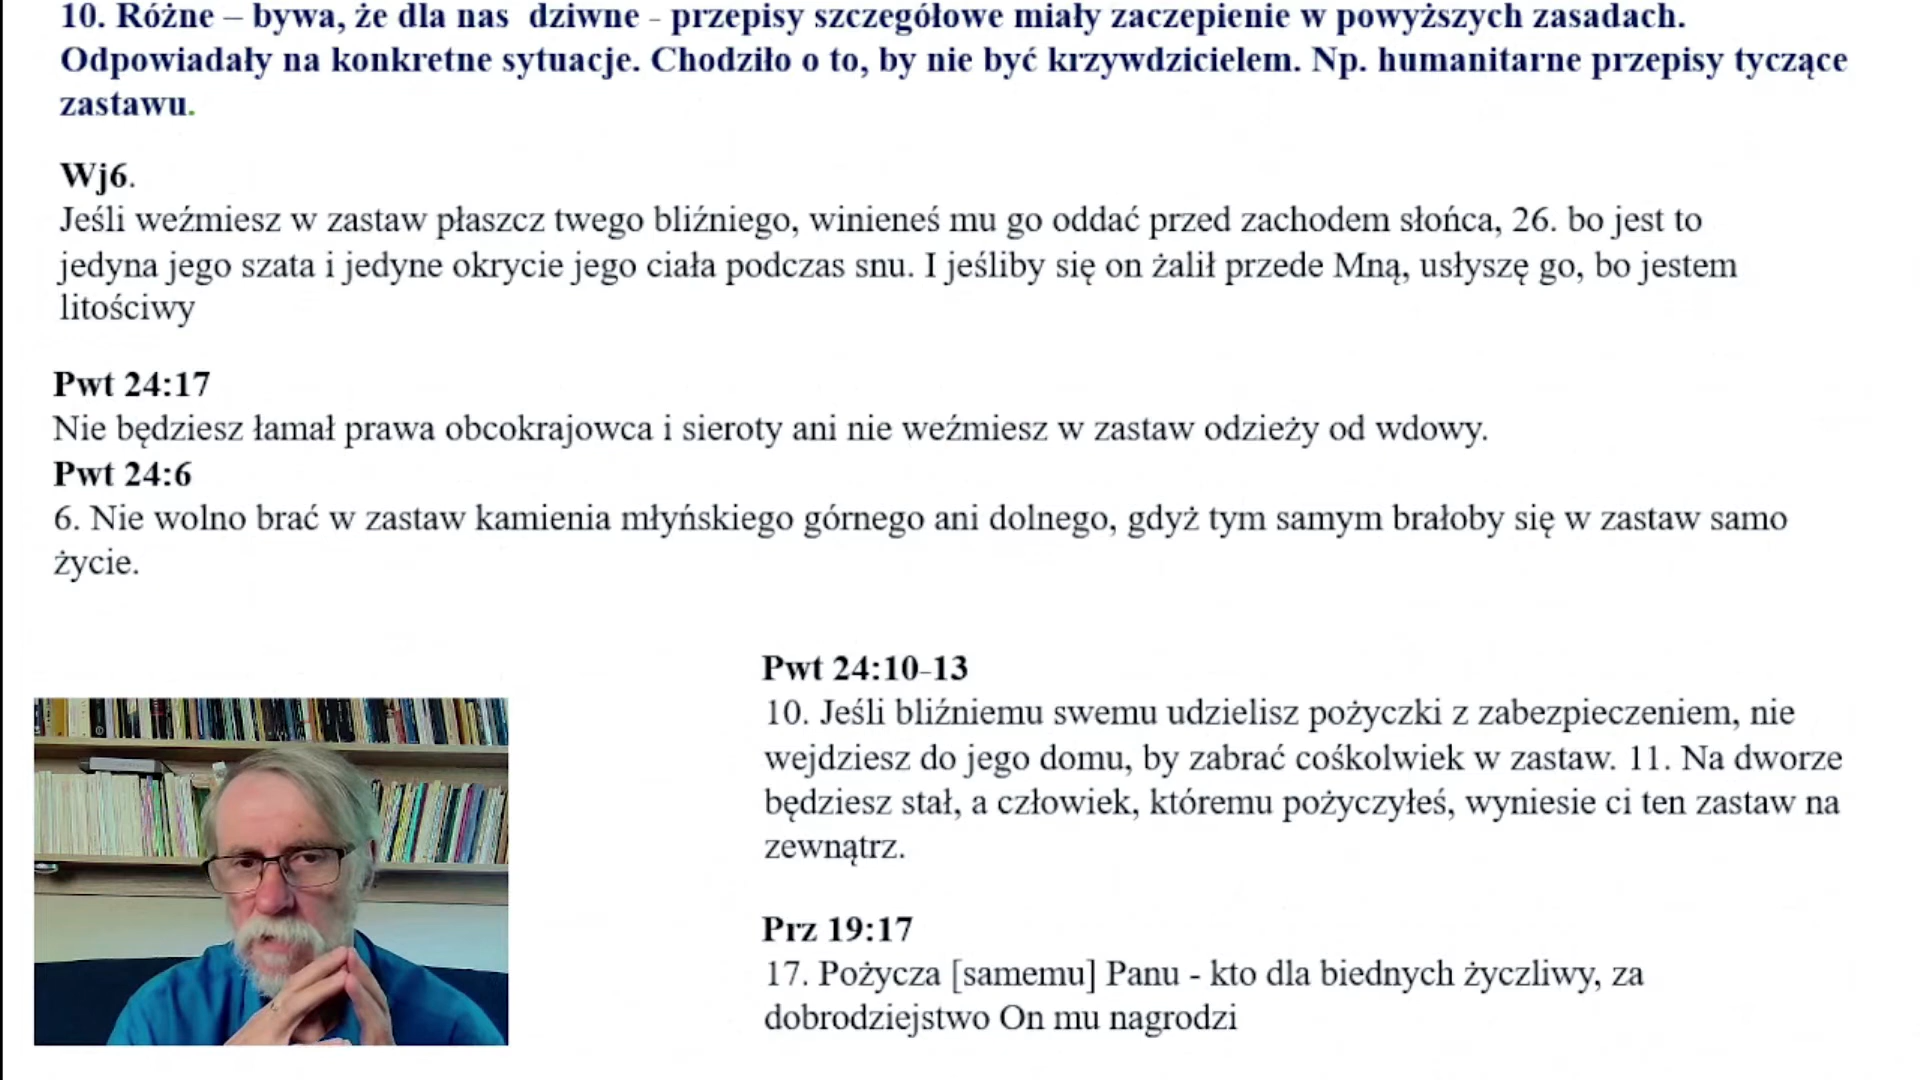 10. Różne – bywa, że dla nas dziwne - przepisy szczegółowe miały zaczepienie w powyższych zasadach.
Odpowiadały na konkretne sytuacje. Chodziło o to, by nie być krzywdzicielem. Np. humanitarne przepisy tyczące
zastawu.
Wj6.
Jeśli weźmiesz w zastaw płaszcz twego bliźniego, winieneś mu go oddać przed zachodem słońca, 26. bo jest to
jedyna jego szata i jedyne okrycie jego ciała podczas snu. I jeśliby się on żalił przede Mną, usłyszę go, bo jestem
litościwy
Pwt 24:17
Nie będziesz łamał prawa obcokrajowca i sieroty ani nie weźmiesz w zastaw odzieży od wdowy.
Pwt 24:6
6. Nie wolno brać w zastaw kamienia młyńskiego górnego ani dolnego, gdyż tym samym brałoby się w zastaw samo
życie.
Pwt 24:10-13
10. Jeśli bliźniemu swemu udzielisz pożyczki z zabezpieczeniem, nie
wejdziesz do jego domu, by zabrać cośkolwiek w zastaw. 11. Na dworze
będziesz stał, a człowiek, któremu pożyczyłeś, wyniesie ci ten zastaw na
zewnątrz.
Prz 19:17
17. Pożycza [samemu] Panu - kto dla biednych życzliwy, za
dobrodziejstwo On mu nagrodzi